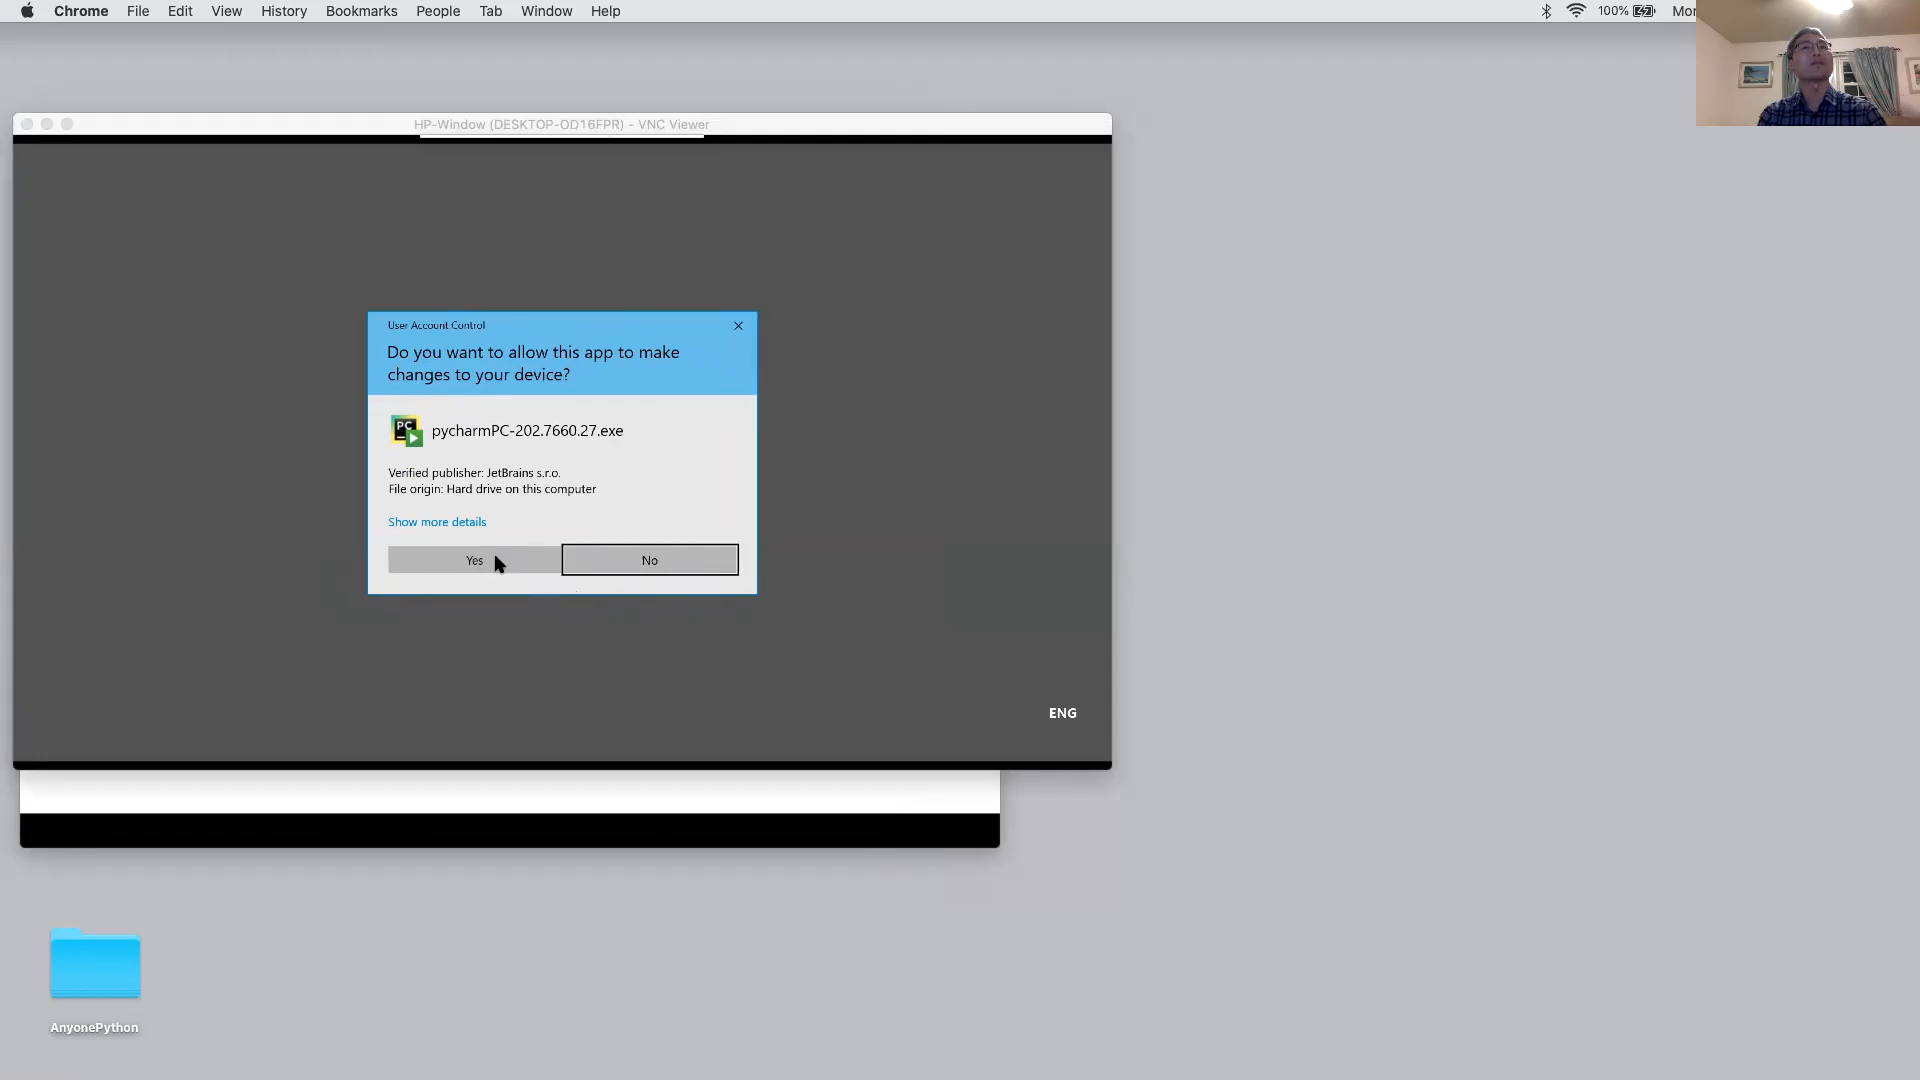 Chrome File Edit View History Bookmarks People Tab Window Help
100% Mon
HP-Window (DESKTOP-OD16FPR) - VNC Viewer
User Account Control
Do you want to allow this app to make
changes to your device?
PC
pycharmPC-202.7660.27.exe
Verified publisher: JetBrains s.r.o.
File origin: Hard drive on this computer
Show more details
Yes No
ENG
AnyonePython